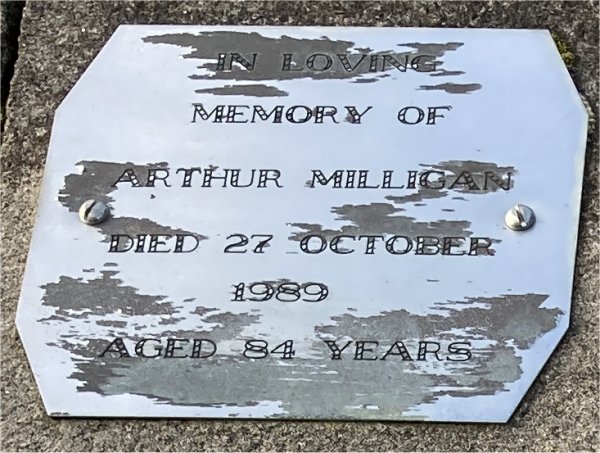 IN LOVING
MEMORY OF
ARTHUR MILLIGAN
DIED 27 OCTOBER
1989
AGED 84 YEARS